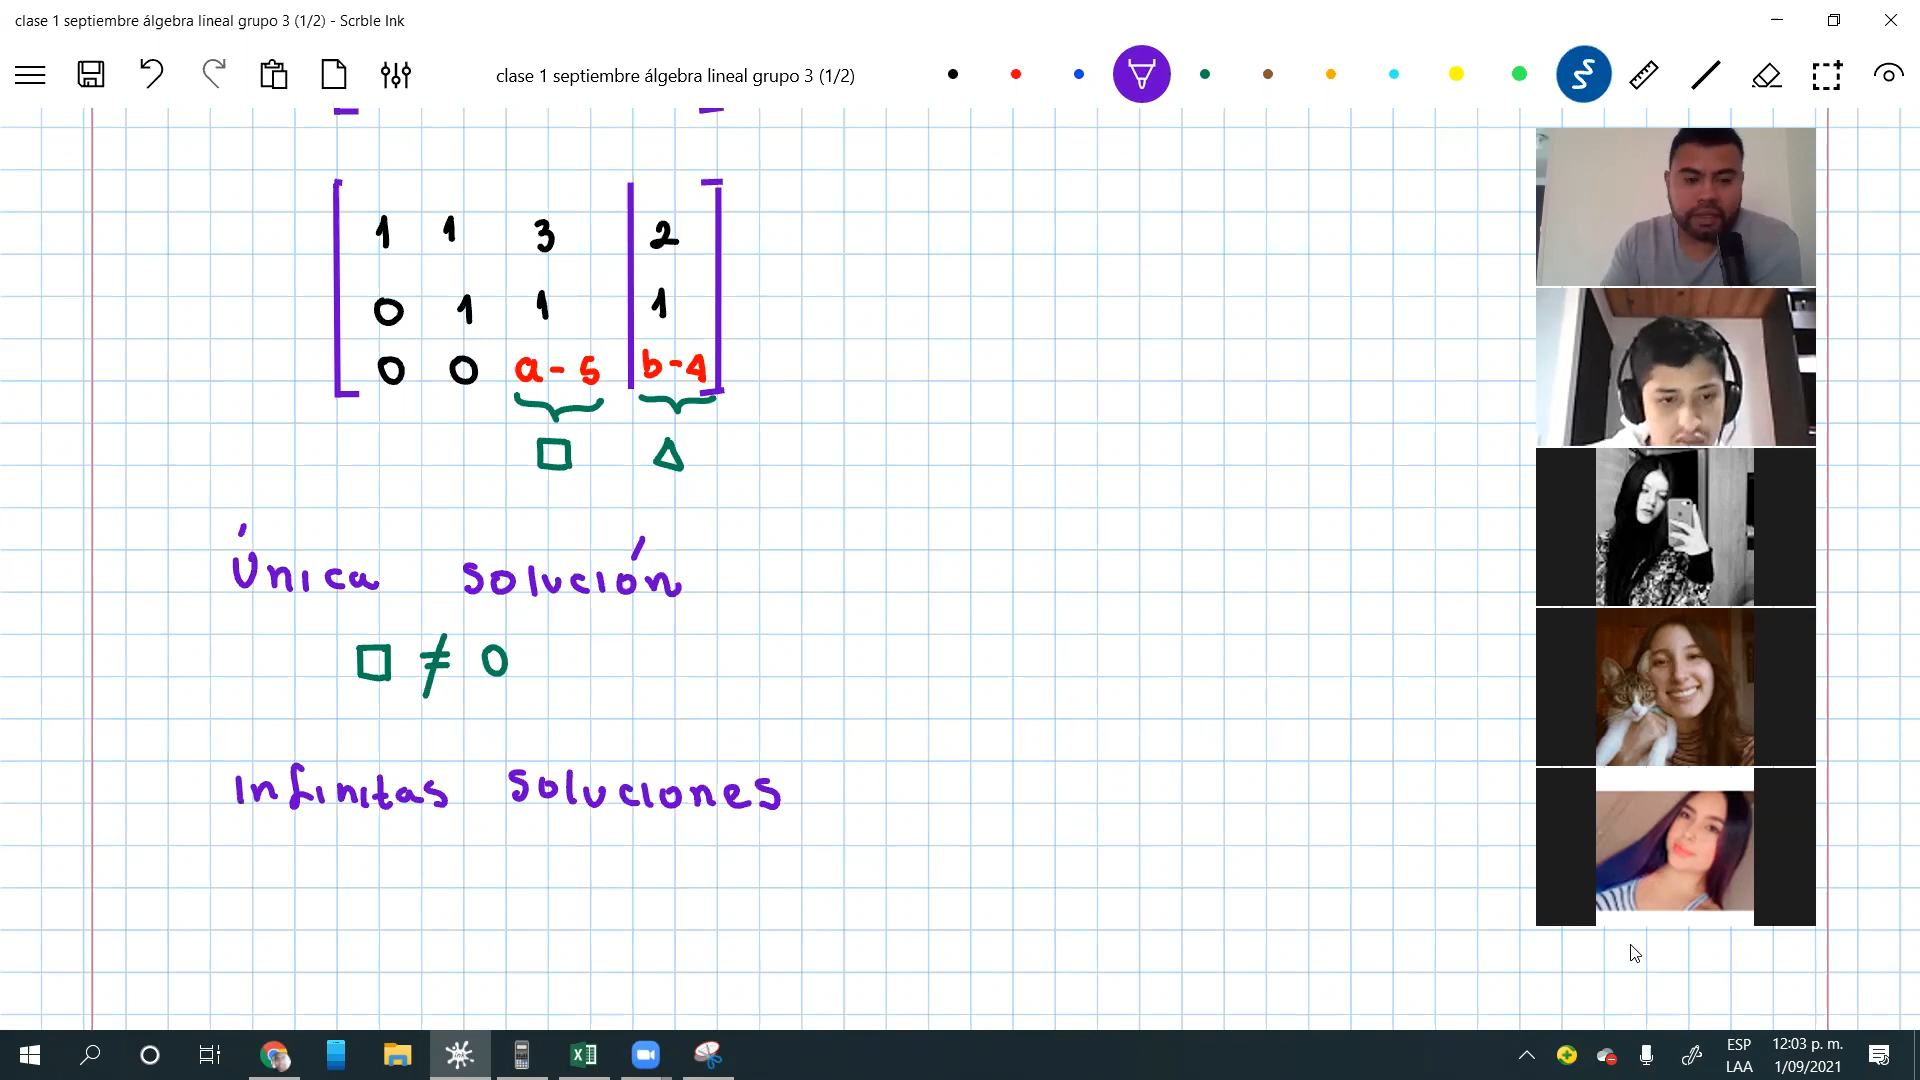 clase 1 septiembre álgebra lineal grupo 3 (1/2) - Scrble Ink
clase 1 septiembre álgebra lineal grupo 3 (1/2)
1 1 3 2
0 1 1 1
0 0 a-5 b-4
□ △
Única solución
□ ≠ 0
Infinitas soluciones
ESP 12:03 p. m.
LAA 1/09/2021